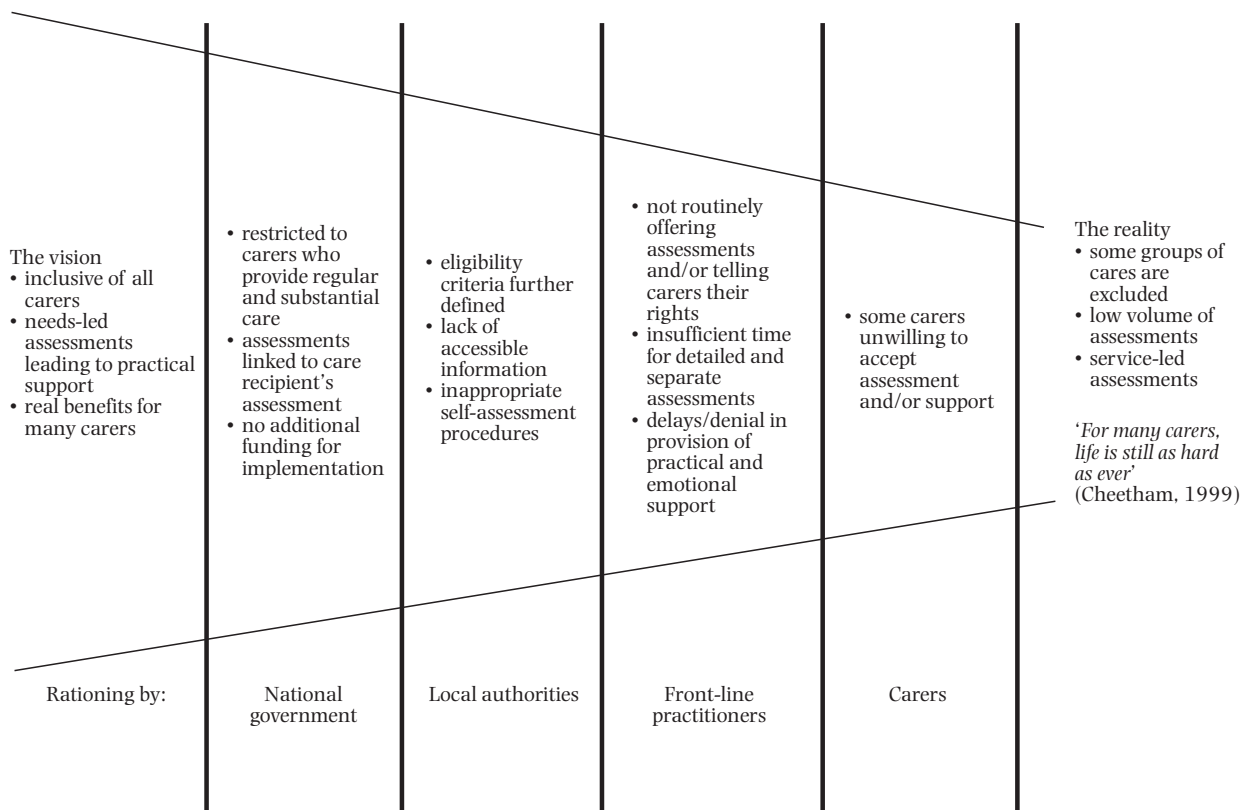 The vision
• inclusive of all
carers
• needs-led
assessments
leading to practical
support
• real benefits for
many carers
• restricted to
carers who
provide regular
and substantial
care
• assessments
linked to care
recipient's
assessment
• no additional
funding for
implementation
• eligibility
criteria further
defined
• lack of
accessible
information
• inappropriate
self-assessment
procedures
• not routinely
offering
assessments
and/or telling
carers their
rights
• insufficient time
for detailed and
separate
assessments
• delays/denial in
provision of
practical and
emotional
support
• some carers
unwilling to
accept
assessment
and/or support
The reality
• some groups of
cares are
excluded
• low volume of
assessments
• service-led
assessments
‘For many carers,
life is still as hard
as ever’
(Cheetham, 1999)
Rationing by:
National
government
Local authorities
Front-line
practitioners
Carers